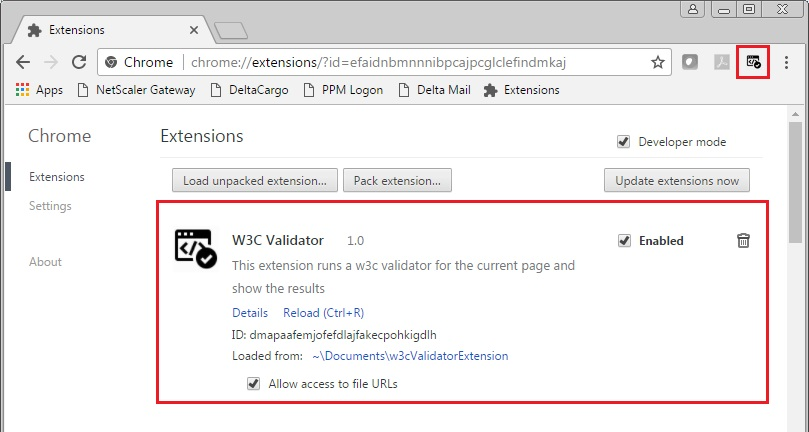 Extensions
Chrome chrome://extensions/?id=efaidnbmnnnibpcajpcglclefindmkaj
Apps NetScaler Gateway DeltaCargo PPM Logon Delta Mail Extensions
Chrome Extensions Developer mode
Extensions Load unpacked extension... Pack extension... Update extensions now
Settings
W3C Validator 1.0 Enabled
About
This extension runs a w3c validator for the current page and
show the results
Details Reload (Ctrl+R)
ID: dmapaafemjofefdlajfakecpohkigdlh
Loaded from: ~\Documents\w3cValidatorExtension
Allow access to file URLs